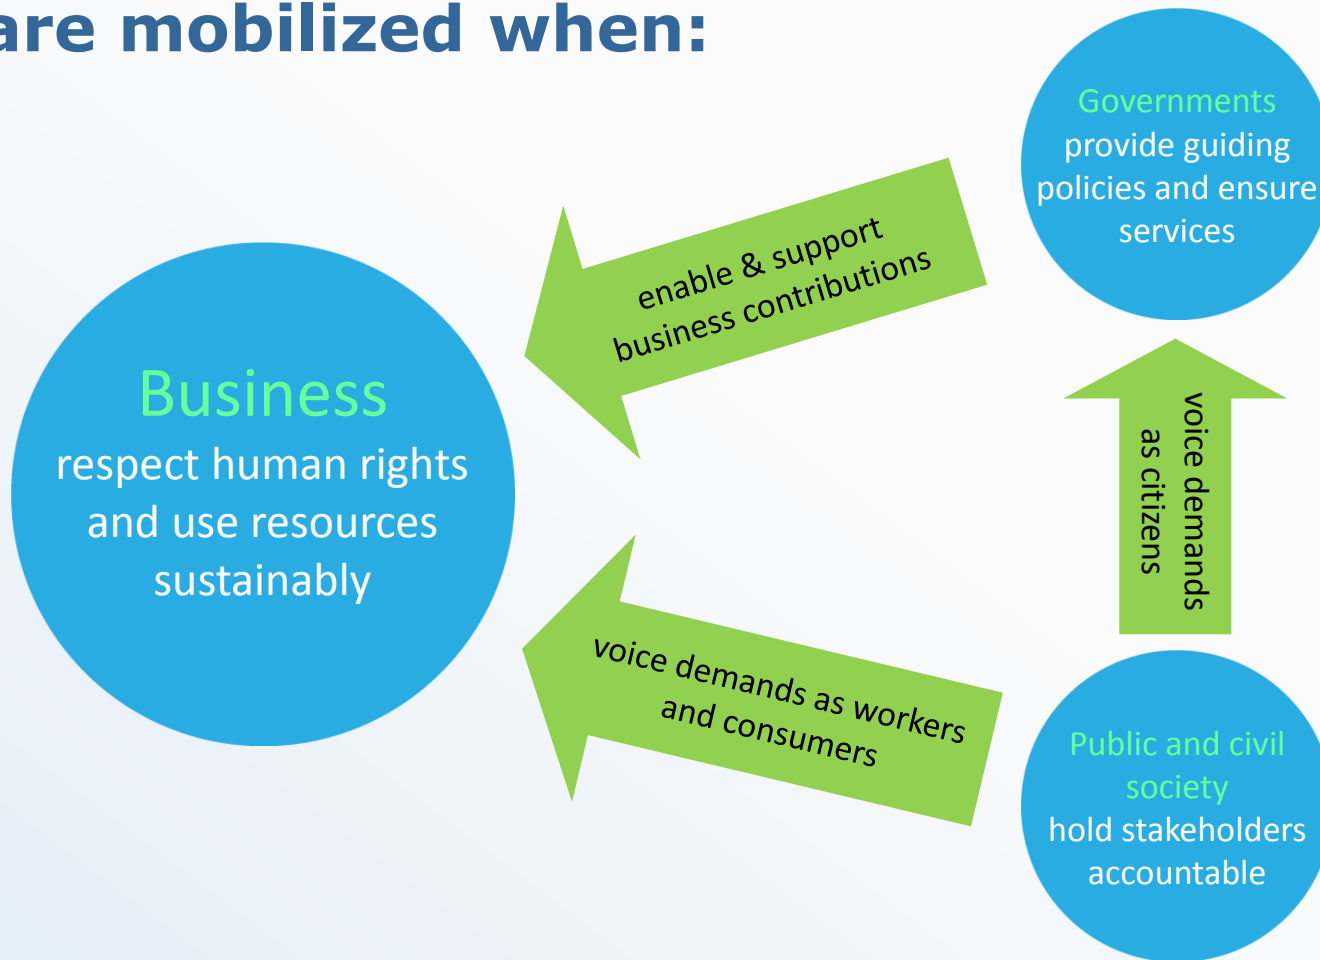 are mobilized when:
Governments
provide guiding
policies and ensure
services
enable & support
business contributions
Business
respect human rights
and use resources
sustainably
voice demands
as citizens
voice demands as workers
and consumers
Public and civil
society
hold stakeholders
accountable